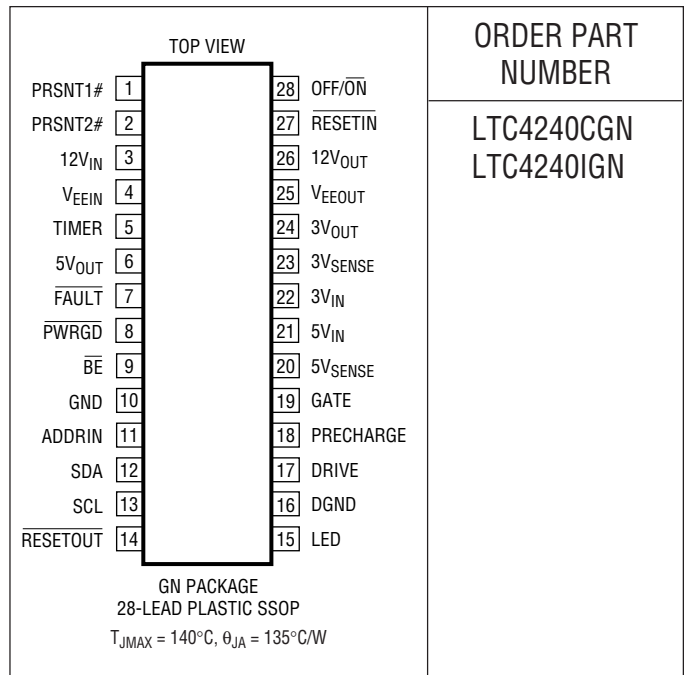 TOP VIEW
PRSNT1# 1
PRSNT2# 2
12VIN 3
VEEIN 4
TIMER 5
5VOUT 6
FAULT 7
PWRGD 8
BE 9
GND 10
ADDRIN 11
SDA 12
SCL 13
RESETOUT 14
28 OFF/ON
27 RESETIN
26 12VOUT
25 VEEOUT
24 3VOUT
23 3VSENSE
22 3VIN
21 5VIN
20 5VSENSE
19 GATE
18 PRECHARGE
17 DRIVE
16 DGND
15 LED
GN PACKAGE
28-LEAD PLASTIC SSOP
TJMAX = 140°C, θJA = 135°C/W
ORDER PART
NUMBER
LTC4240CGN
LTC4240IGN